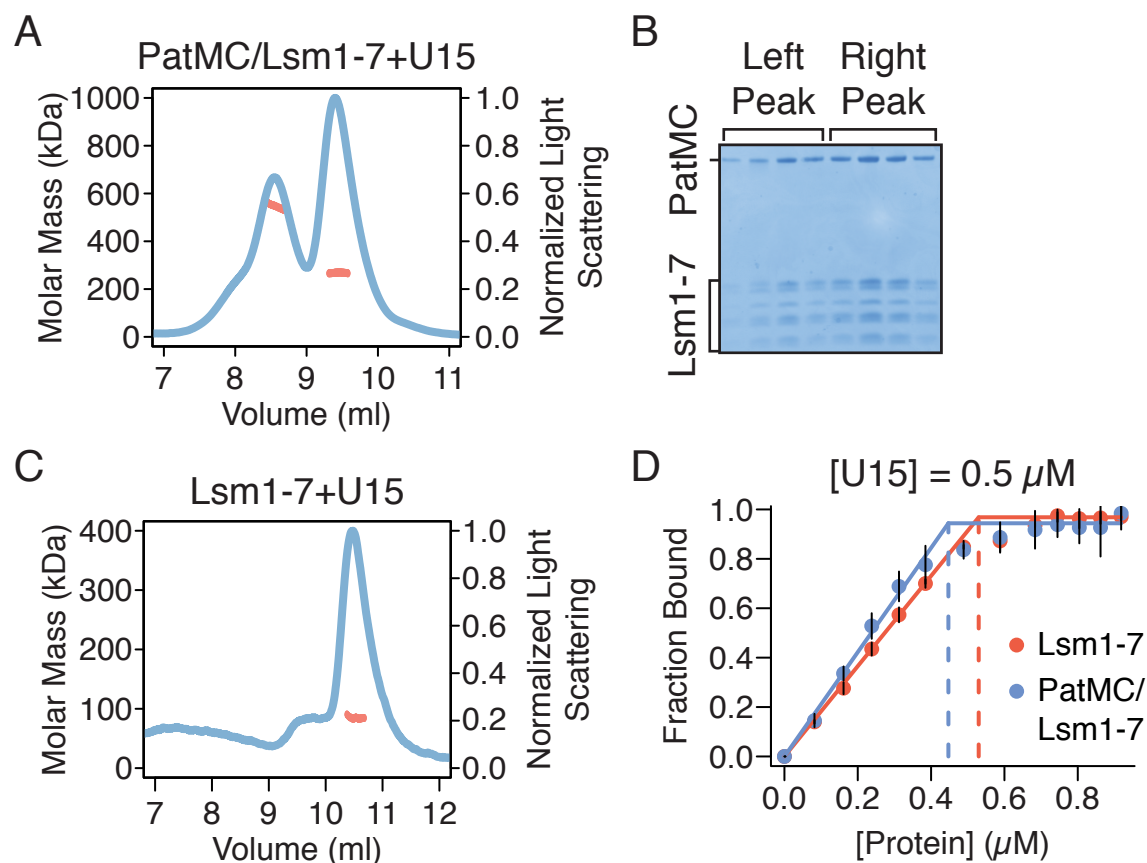 A
PatMC/Lsm1-7+U15
Molar Mass (kDa)
1000
800
600
400
200
0
1.0
0.8
0.6
0.4
0.2
0.0
Normalized Light
Scattering
7 8 9 10 11
Volume (ml)
B
Left
Peak
Right
Peak
PatMC
Lsm1-7
C
Lsm1-7+U15
Molar Mass (kDa)
400
300
200
100
0
1.0
0.8
0.6
0.4
0.2
0.0
Normalized Light
Scattering
7 8 9 10 11 12
Volume (ml)
D
[U15] = 0.5 µM
Fraction Bound
1.0
0.8
0.6
0.4
0.2
0.0
Lsm1-7
PatMC/
Lsm1-7
0.0 0.2 0.4 0.6 0.8
[Protein] (µM)